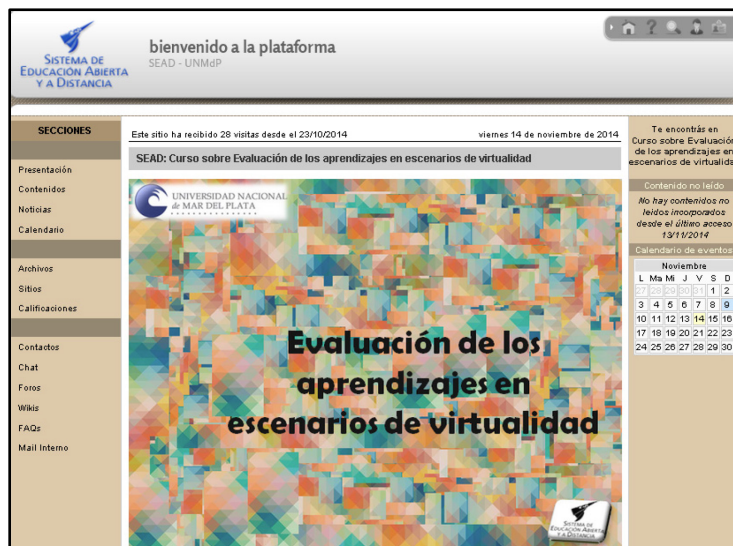 SISTEMA DE
EDUCACIÓN ABIERTA
Y A DISTANCIA
bienvenido a la plataforma
SEAD - UNMdP
?
SECCIONES
Presentación
Contenidos
Noticias
Calendario
Archivos
Sitios
Calificaciones
Contactos
Chat
Foros
Wikis
FAQs
Mail Interno
Este sitio ha recibido 28 visitas desde el 23/10/2014
viernes 14 de noviembre de 2014
SEAD: Curso sobre Evaluación de los aprendizajes en escenarios de virtualidad
UNIVERSIDAD NACIONAL
de MAR DEL PLATA
Evaluación de los
aprendizajes en
escenarios de virtualidad
SISTEMA DE
EDUCACIÓN ABIERTA
Y A DISTANCIA
Te encontrás en
Curso sobre Evaluación
de los aprendizajes en
escenarios de virtualida
Contenido no leído
No hay contenidos no
leidos incorporados
desde el último acceso
13/11/2014
Calendario de eventos
Noviembre
L Ma Mi J V S D
27 28 29 30 31 1 2
3 4 5 6 7 8 9
10 11 12 13 14 15 16
17 18 19 20 21 22 23
24 25 26 27 28 29 30